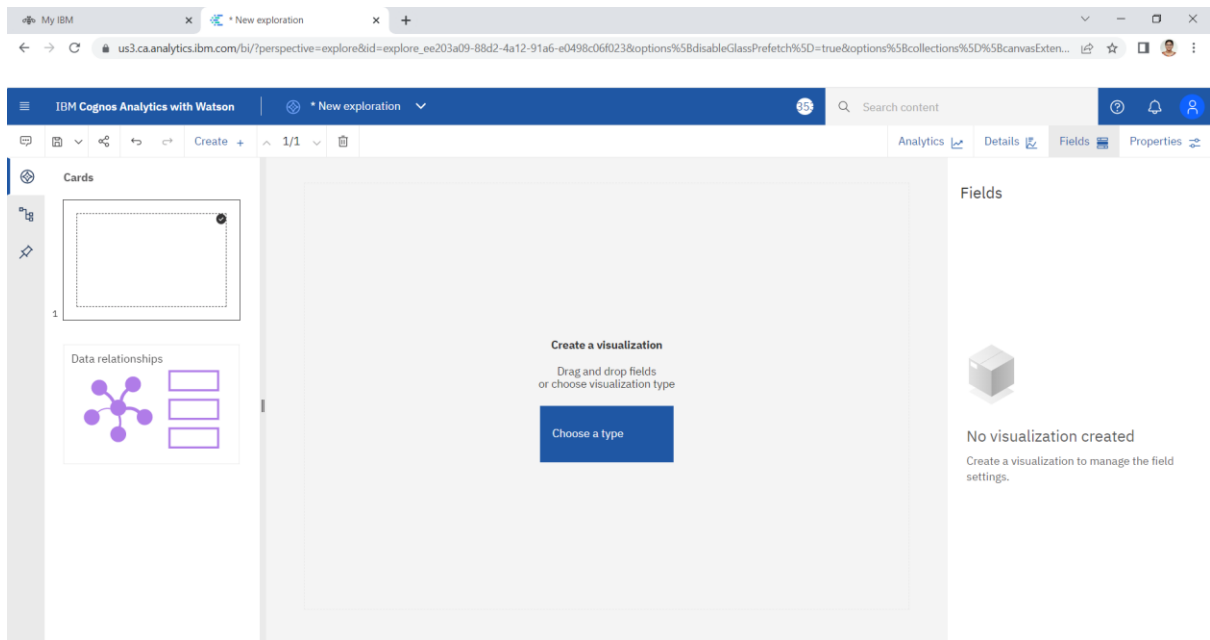 My IBM
* New exploration
us3.ca.analytics.ibm.com/bi/?perspective=explore&id=explore_ee203a09-88d2-4a12-91a6-e0498c06f023&options%5BdisableGlassPrefetch%5D=true&options%5Bcollections%5D%5BcanvasExten...
IBM Cognos Analytics with Watson
* New exploration
Search content
Create +
1/1
Analytics
Details
Fields
Properties
Cards
1
Data relationships
Create a visualization
Drag and drop fields
or choose visualization type
Choose a type
Fields
No visualization created
Create a visualization to manage the field
settings.